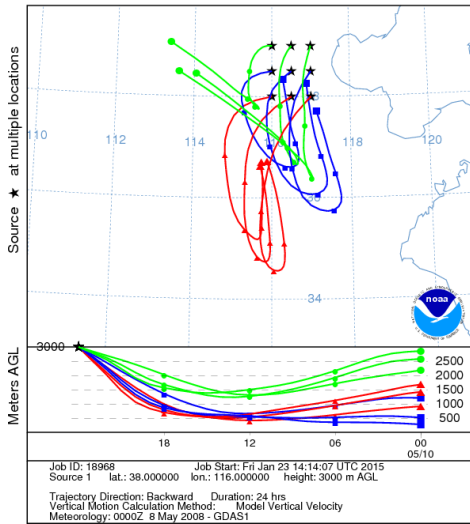 Source ★ at multiple locations
110
112
114
118
120
38
36
34
noaa
Meters AGL
3000
2500
2000
1500
1000
500
18
12
06
00
05/10
Job ID: 18968 Job Start: Fri Jan 23 14:14:07 UTC 2015
Source 1 lat.: 38.000000 lon.: 116.000000 height: 3000 m AGL
Trajectory Direction: Backward Duration: 24 hrs
Vertical Motion Calculation Method: Model Vertical Velocity
Meteorology: 0000Z 8 May 2008 - GDAS1